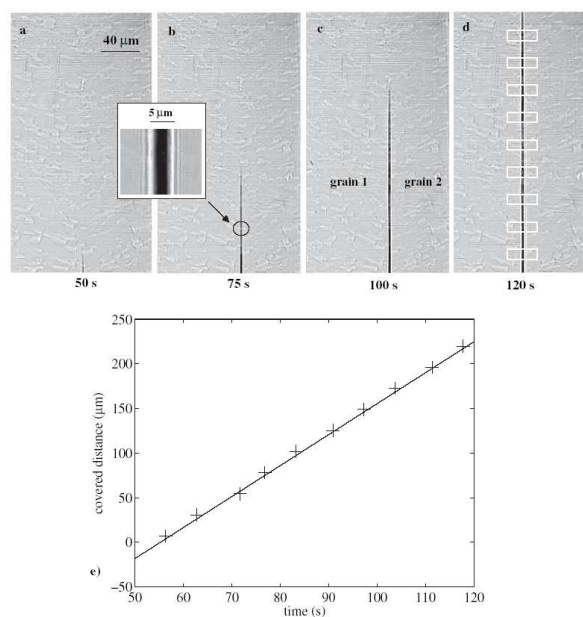 a
40 μm
b
c
d
5 μm
grain 1
grain 2
50 s
75 s
100 s
120 s
250
200
150
100
50
0
−50
covered distance (μm)
e)
50
60
70
80
90
100
110
120
time (s)